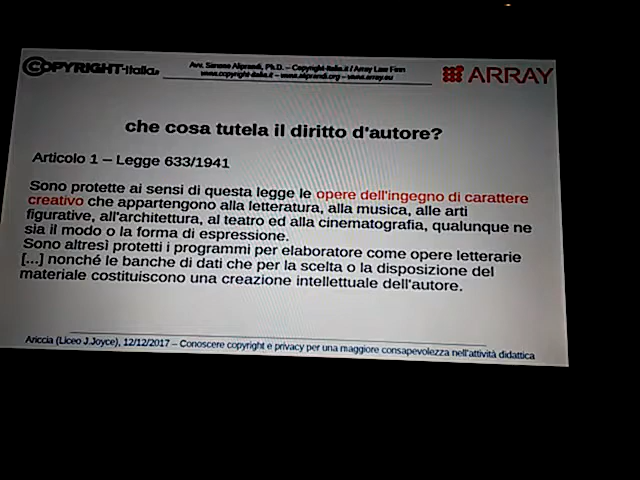 COPYRIGHT-Italia.it
Avv. Simone Aliprandi, Ph.D. – Copyright-Italia.it / Array Law Firm
www.copyright-italia.it – www.aliprandi.org – www.array.eu
ARRAY
che cosa tutela il diritto d'autore?
Articolo 1 – Legge 633/1941
Sono protette ai sensi di questa legge le opere dell'ingegno di carattere
creativo che appartengono alla letteratura, alla musica, alle arti
figurative, all'architettura, al teatro ed alla cinematografia, qualunque ne
sia il modo o la forma di espressione.
Sono altresì protetti i programmi per elaboratore come opere letterarie
[...] nonché le banche di dati che per la scelta o la disposizione del
materiale costituiscono una creazione intellettuale dell'autore.
Ariccia (Liceo J.Joyce), 12/12/2017 – Conoscere copyright e privacy per una maggiore consapevolezza nell'attività didattica